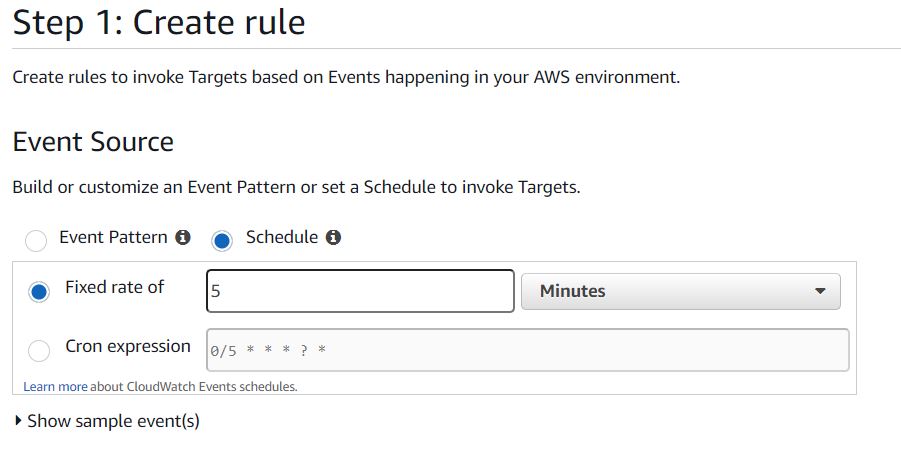 Step 1: Create rule
Create rules to invoke Targets based on Events happening in your AWS environment.
Event Source
Build or customize an Event Pattern or set a Schedule to invoke Targets.
Event Pattern Schedule
Fixed rate of 5 Minutes
Cron expression 0/5 * * * ? *
Learn more about CloudWatch Events schedules.
Show sample event(s)